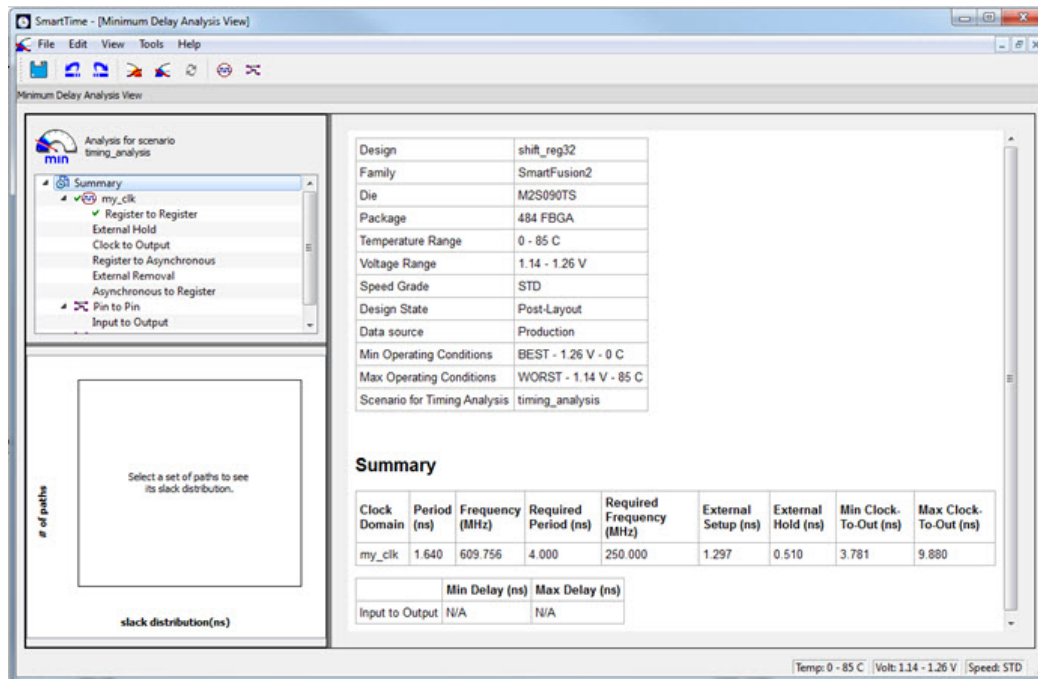 SmartTime - [Minimum Delay Analysis View]
File Edit View Tools Help
Minimum Delay Analysis View
Analysis for scenario
timing_analysis
min
Summary
my_clk
Register to Register
External Hold
Clock to Output
Register to Asynchronous
External Removal
Asynchronous to Register
Pin to Pin
Input to Output
# of paths
Select a set of paths to see
its slack distribution.
slack distribution(ns)
Design shift_reg32
Family SmartFusion2
Die M2S090TS
Package 484 FBGA
Temperature Range 0 - 85 C
Voltage Range 1.14 - 1.26 V
Speed Grade STD
Design State Post-Layout
Data source Production
Min Operating Conditions BEST - 1.26 V - 0 C
Max Operating Conditions WORST - 1.14 V - 85 C
Scenario for Timing Analysis timing_analysis
Summary
Clock Domain Period (ns) Frequency (MHz) Required Period (ns) Required Frequency (MHz) External Setup (ns) External Hold (ns) Min Clock-To-Out (ns) Max Clock-To-Out (ns)
my_clk 1.640 609.756 4.000 250.000 1.297 0.510 3.781 9.880
Min Delay (ns) Max Delay (ns)
Input to Output N/A N/A
Temp: 0 - 85 C Volt: 1.14 - 1.26 V Speed: STD